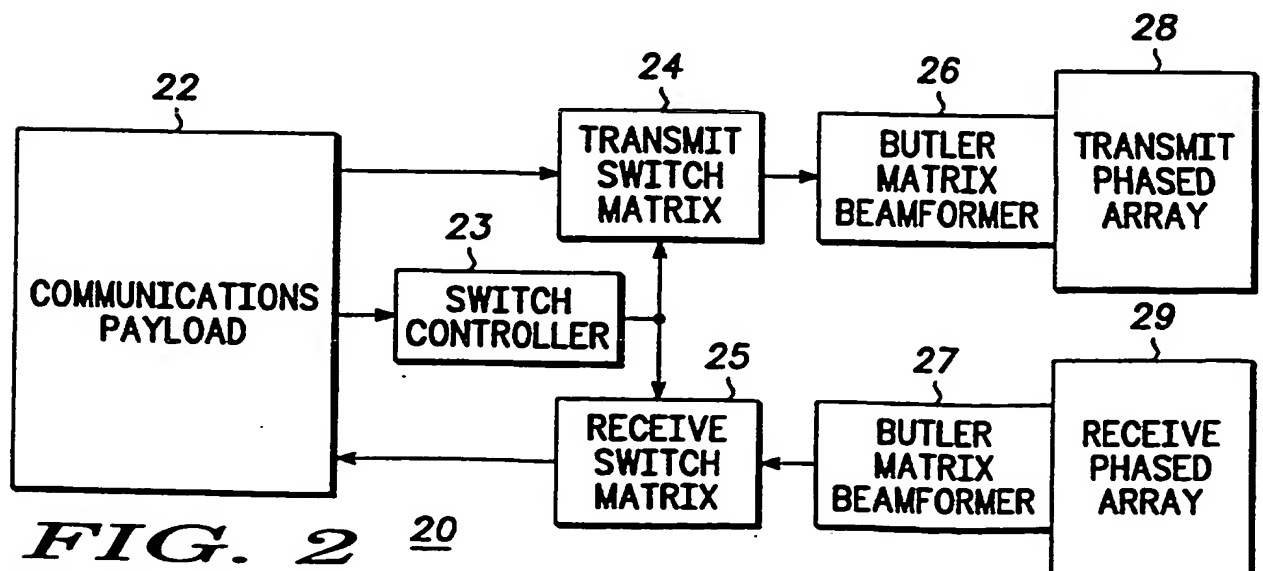 28
22
24
26
TRANSMIT
SWITCH
MATRIX
BUTLER
MATRIX
BEAMFORMER
TRANSMIT
PHASED
ARRAY
23
COMMUNICATIONS
PAYLOAD
SWITCH
CONTROLLER
29
25
27
RECEIVE
SWITCH
MATRIX
BUTLER
MATRIX
BEAMFORMER
RECEIVE
PHASED
ARRAY
FIG. 2 20